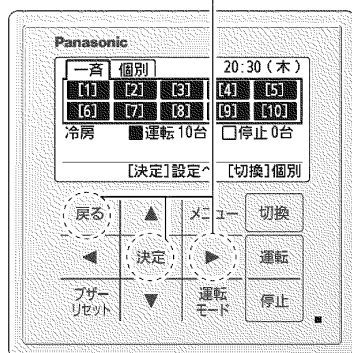 Panasonic
一斉 個別 20:30(木)
[1] [2] [3] [4] [5]
[6] [7] [8] [9] [10]
冷房 ■運転10台 □停止0台
[決定]設定へ [切換]個別
戻る ▲ メニュー 切換
◀ 決定 ▶ 運転
ブザー
リセット ▼ 運転
モード 停止